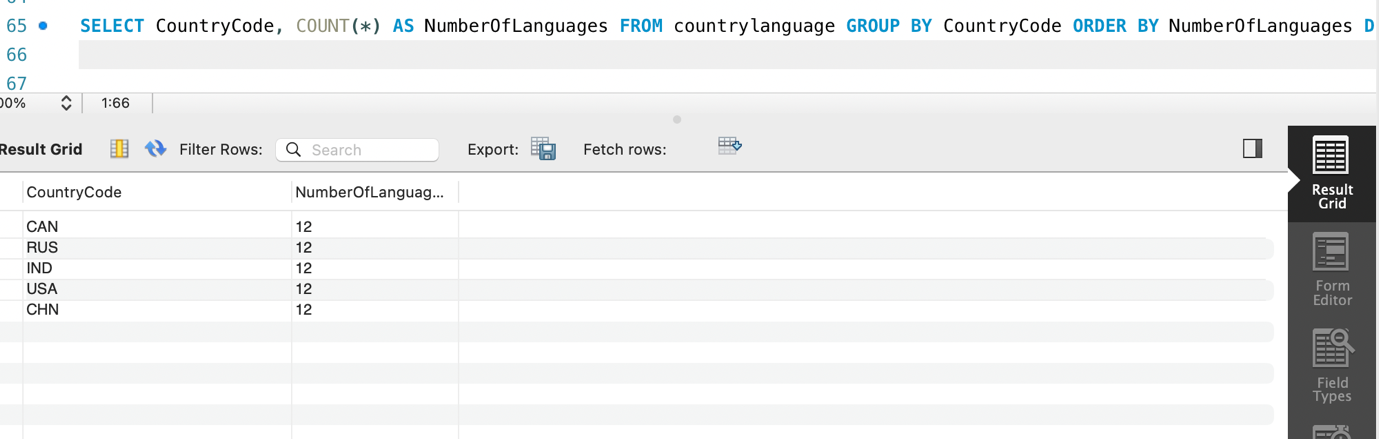 65 SELECT CountryCode, COUNT(*) AS NumberOfLanguages FROM countrylanguage GROUP BY CountryCode ORDER BY NumberOfLanguages D
66
67
00% 1:66
Result Grid Filter Rows: Search Export: Fetch rows:
CountryCode NumberOfLanguag...
CAN 12
RUS 12
IND 12
USA 12
CHN 12
Result
Grid
Form
Editor
Field
Types